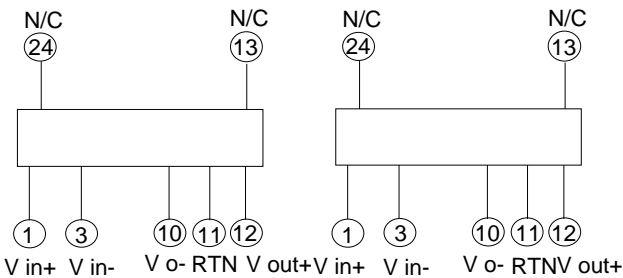 N/C N/C N/C N/C
24 13 24 13
1 3 10 11 12 1 3 10 11 12
V in+ V in- V o- RTN V out+ V in+ V in- V o- RTN V out+